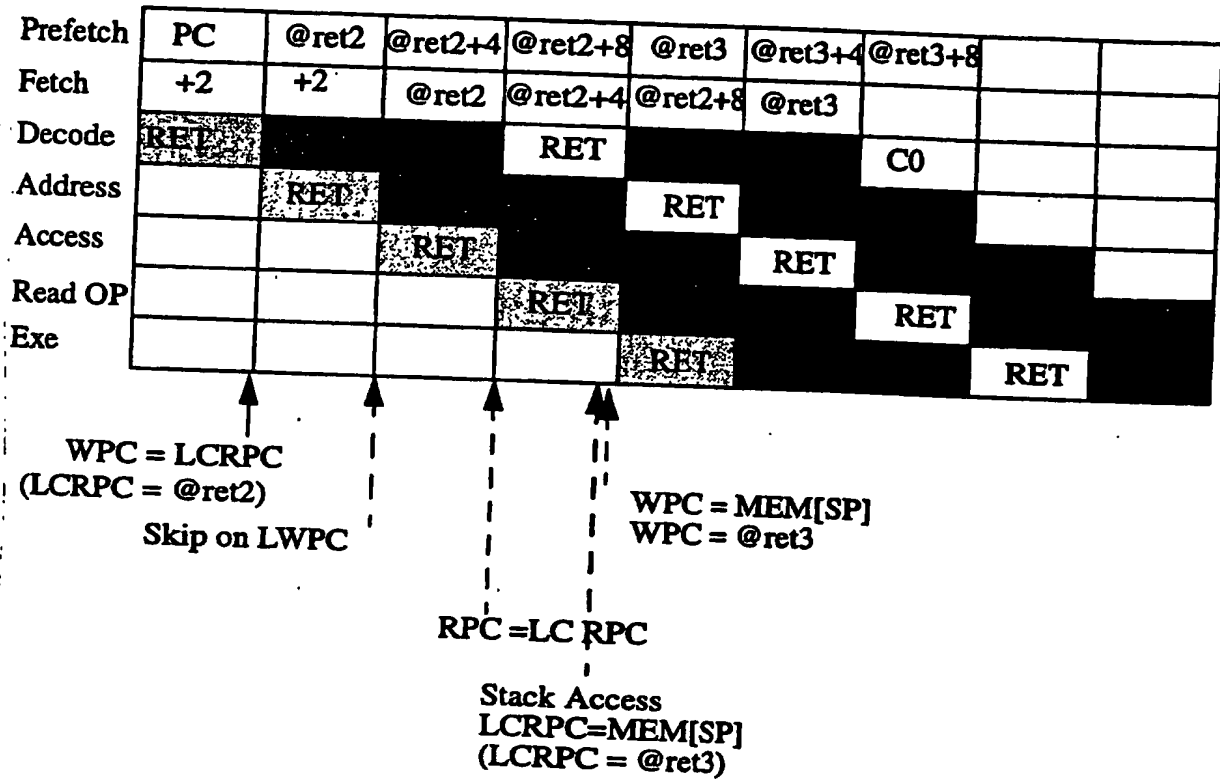 Prefetch PC @ret2 @ret2+4 @ret2+8 @ret3 @ret3+4 @ret3+8
Fetch +2 +2 @ret2 @ret2+4 @ret2+8 @ret3
Decode RET RET C0
Address RET RET
Access RET RET
Read OP RET RET
Exe RET RET
WPC = LCRPC
(LCRPC = @ret2)
Skip on LWPC
WPC = MEM[SP]
WPC = @ret3
RPC =LC RPC
Stack Access
LCRPC=MEM[SP]
(LCRPC = @ret3)